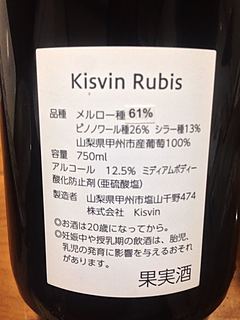 Kisvin Rubis
品種　メルロー種 61%
ピノノワール種26%　シラー種13%
山梨県甲州市産葡萄100%
容量　750ml
アルコール　12.5%　ミディアムボディー
酸化防止剤（亜硫酸塩）
製造者　山梨県甲州市塩山千野474
株式会社　Kisvin
◎お酒は20歳になってから。
◎妊娠中や授乳期の飲酒は、胎児、
乳児の発育に影響を与えるおそれ
があります。
果実酒